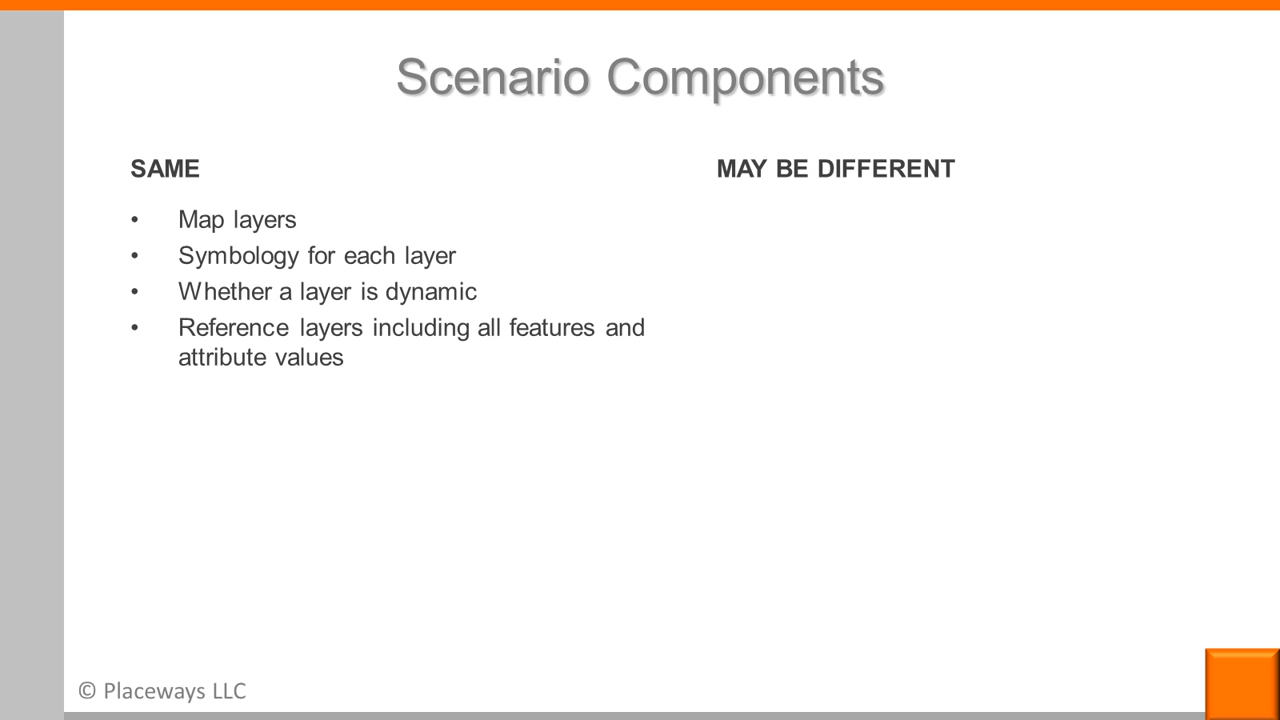 Scenario Components
SAME
• Map layers
• Symbology for each layer
• Whether a layer is dynamic
• Reference layers including all features and
attribute values
MAY BE DIFFERENT
© Placeways LLC